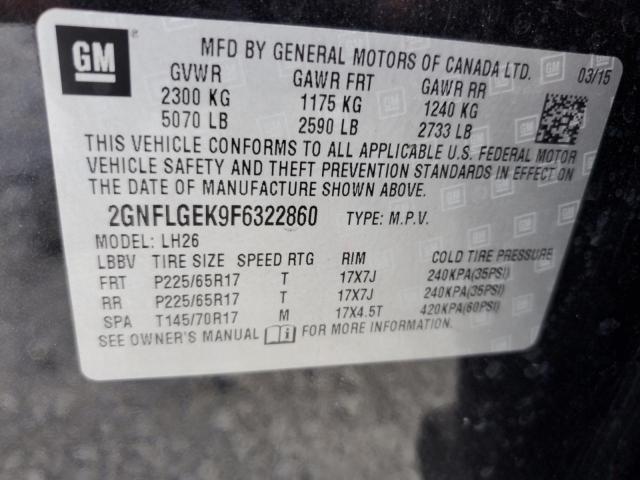 GM
MFD BY GENERAL MOTORS OF CANADA LTD. 03/15
GVWR GAWR FRT GAWR RR
2300 KG 1175 KG 1240 KG
5070 LB 2590 LB 2733 LB
THIS VEHICLE CONFORMS TO ALL APPLICABLE U.S. FEDERAL MOTOR
VEHICLE SAFETY AND THEFT PREVENTION STANDARDS IN EFFECT ON
THE DATE OF MANUFACTURE SHOWN ABOVE.
2GNFLGEK9F6322860 TYPE: M.P.V.
MODEL: LH26
LBBV TIRE SIZE SPEED RTG RIM COLD TIRE PRESSURE
FRT P225/65R17 T 17X7J 240KPA(35PSI)
RR P225/65R17 T 17X7J 240KPA(35PSI)
SPA T145/70R17 M 17X4.5T 420KPA(60PSI)
SEE OWNER'S MANUAL FOR MORE INFORMATION.